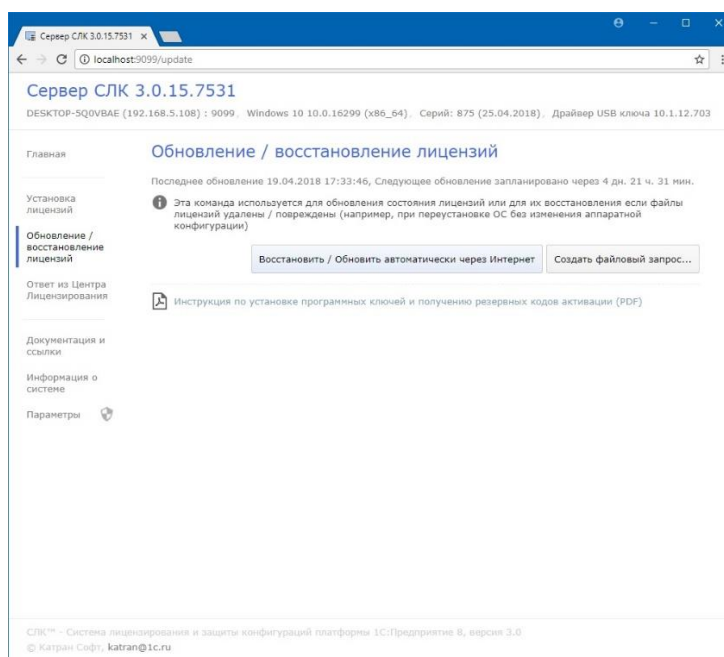 Сервер СЛК 3.0.15.7531
localhost:9099/update
Сервер СЛК 3.0.15.7531
DESKTOP-5Q0VBAE (192.168.5.108) : 9099, Windows 10 10.0.16299 (x86_64), Серий: 875 (25.04.2018), Драйвер USB ключа 10.1.12.703
Главная
Установка
лицензий
Обновление /
восстановление
лицензий
Ответ из Центра
Лицензирования
Документация и
ссылки
Информация о
системе
Параметры
Обновление / восстановление лицензий
Последнее обновление 19.04.2018 17:33:46, Следующее обновление запланировано через 4 дн. 21 ч. 31 мин.
Эта команда используется для обновления состояния лицензий или для их восстановления если файлы
лицензий удалены / повреждены (например, при переустановке ОС без изменения аппаратной
конфигурации)
Восстановить / Обновить автоматически через Интернет
Создать файловый запрос...
Инструкция по установке программных ключей и получению резервных кодов активации (PDF)
СЛК™ - Система лицензирования и защиты конфигураций платформы 1С:Предприятие 8, версия 3.0
© Катран Софт, katran@1c.ru